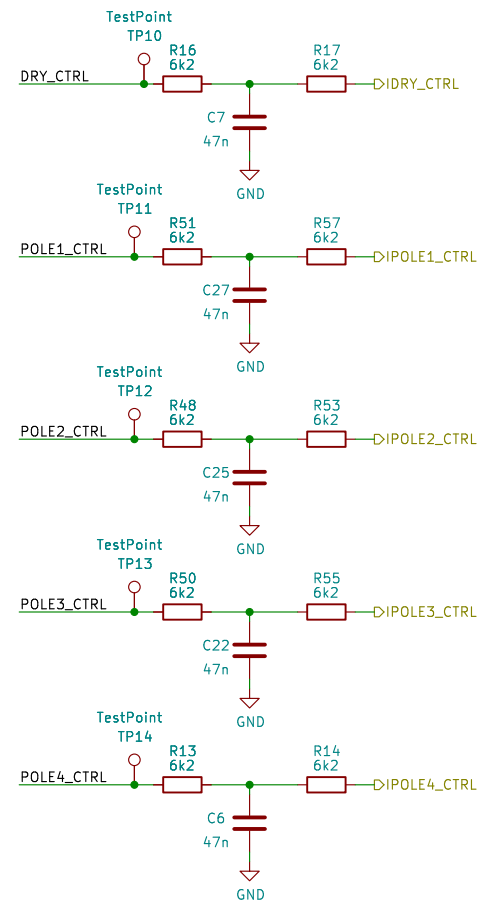 TestPoint
TP10
R16
6k2
R17
6k2
DRY_CTRL
IDRY_CTRL
C7
47n
GND
TestPoint
TP11
R51
6k2
R57
6k2
POLE1_CTRL
IPOLE1_CTRL
C27
47n
GND
TestPoint
TP12
R48
6k2
R53
6k2
POLE2_CTRL
IPOLE2_CTRL
C25
47n
GND
TestPoint
TP13
R50
6k2
R55
6k2
POLE3_CTRL
IPOLE3_CTRL
C22
47n
GND
TestPoint
TP14
R13
6k2
R14
6k2
POLE4_CTRL
IPOLE4_CTRL
C6
47n
GND